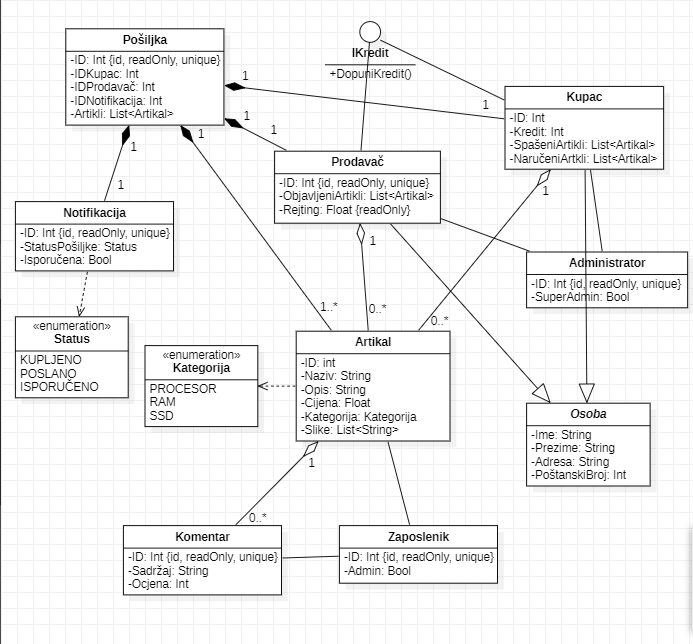 Pošiljka
-ID: Int {id, readOnly, unique}
-IDKupac: Int
-IDProdavač: Int
-IDNotifikacija: Int
-Artikli: List<Artikal>
IKredit
+DopuniKredit()
Kupac
-ID: Int
-Kredit: Int
-SpašeniArtikli: List<Artikal>
-NaručeniArtkli: List<Artikal>
1
1
1
1
1
1
1
Prodavač
-ID: Int {id, readOnly, unique}
-ObjavljeniArtikli: List<Artikal>
-Rejting: Float {readOnly}
1
1
Notifikacija
-ID: Int {id, readOnly, unique}
-StatusPošiljke: Status
-Isporučena: Bool
Administrator
-ID: Int {id, readOnly, unique}
-SuperAdmin: Bool
1..*
0..*
0..*
«enumeration»
Status
KUPLJENO
POSLANO
ISPORUČENO
«enumeration»
Kategorija
PROCESOR
RAM
SSD
Artikal
-ID: int
-Naziv: String
-Opis: String
-Cijena: Float
-Kategorija: Kategorija
-Slike: List<String>
Osoba
-Ime: String
-Prezime: String
-Adresa: String
-PoštanskiBroj: Int
1
0..*
Komentar
-ID: Int {id, readOnly, unique}
-Sadržaj: String
-Ocjena: Int
Zaposlenik
-ID: Int {id, readOnly, unique}
-Admin: Bool